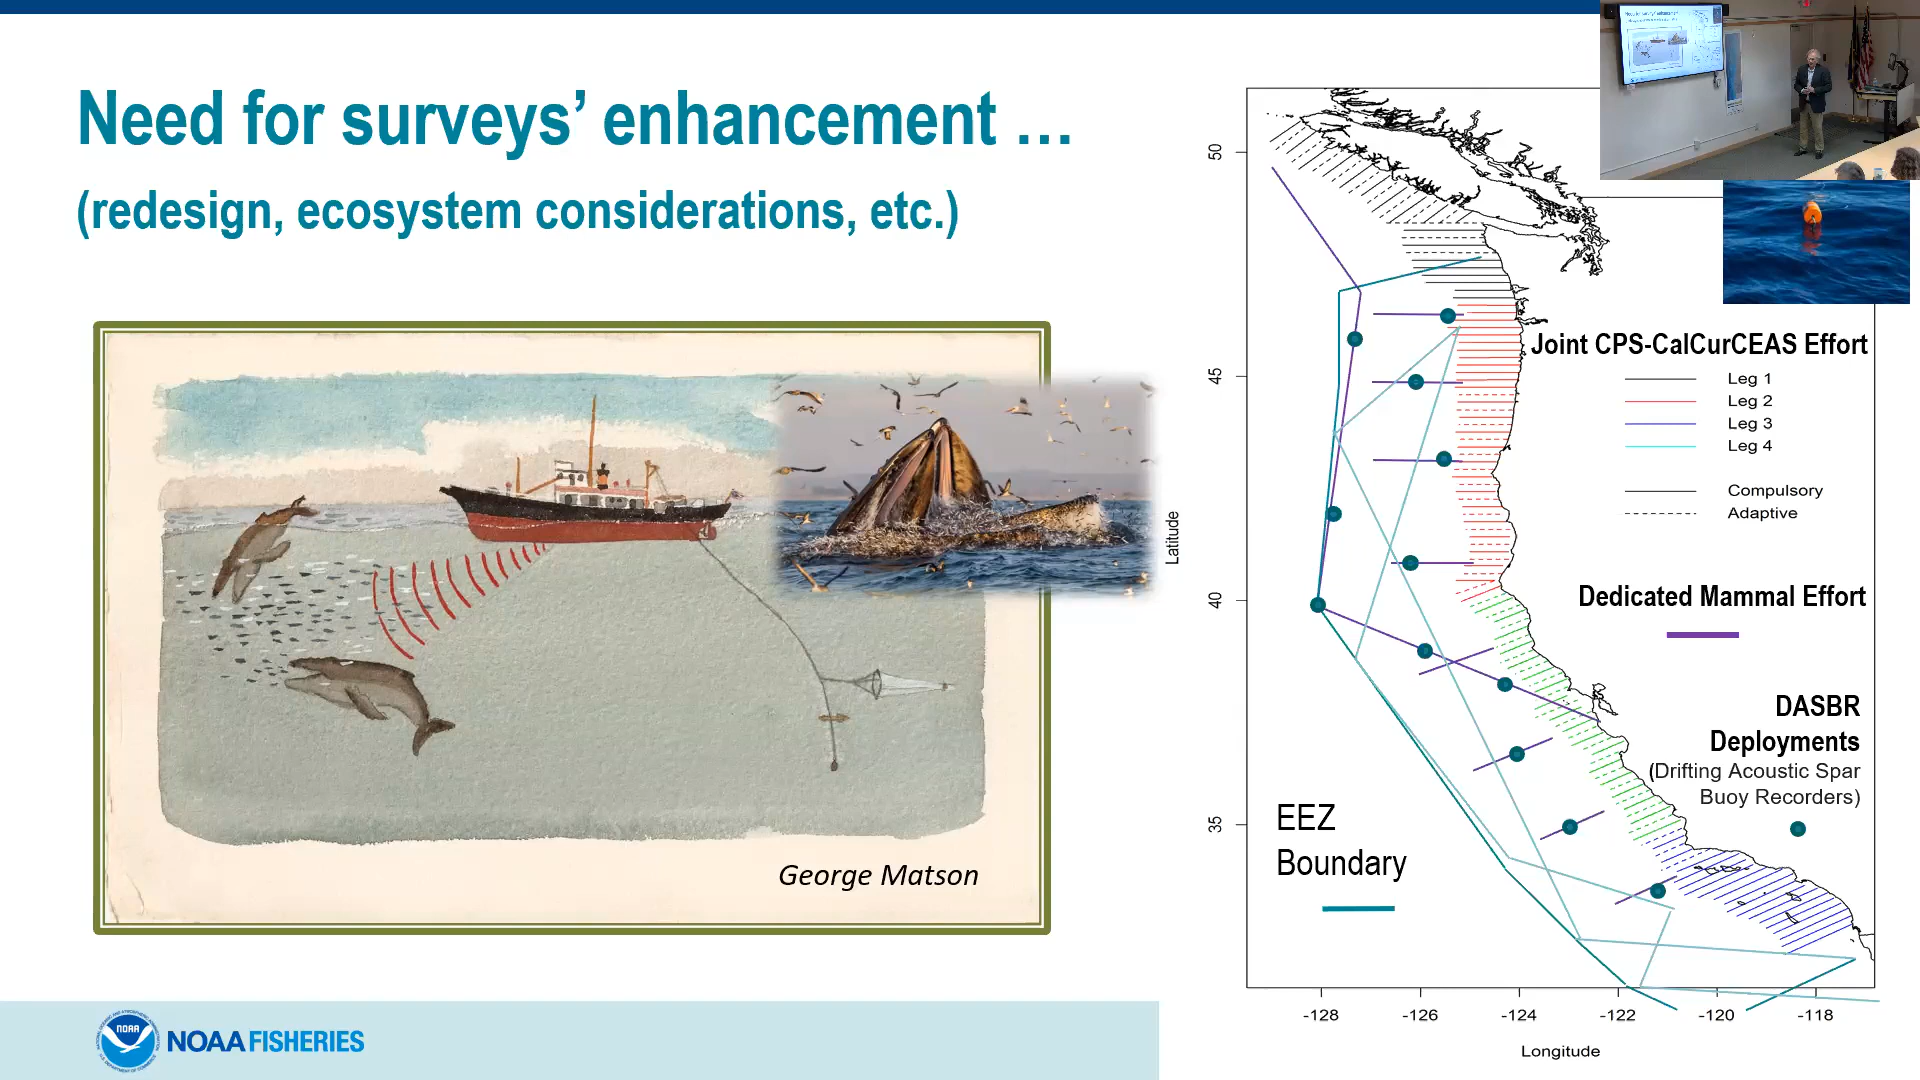 Need for surveys’ enhancement ...
(redesign, ecosystem considerations, etc.)
George Matson
NOAA
NOAA FISHERIES
Latitude
50
45
40
35
Joint CPS-CalCurCEAS Effort
Leg 1
Leg 2
Leg 3
Leg 4
Compulsory
Adaptive
Dedicated Mammal Effort
DASBR
Deployments
(Drifting Acoustic Spar
Buoy Recorders)
EEZ
Boundary
-128
-126
-124
-122
-120
-118
Longitude